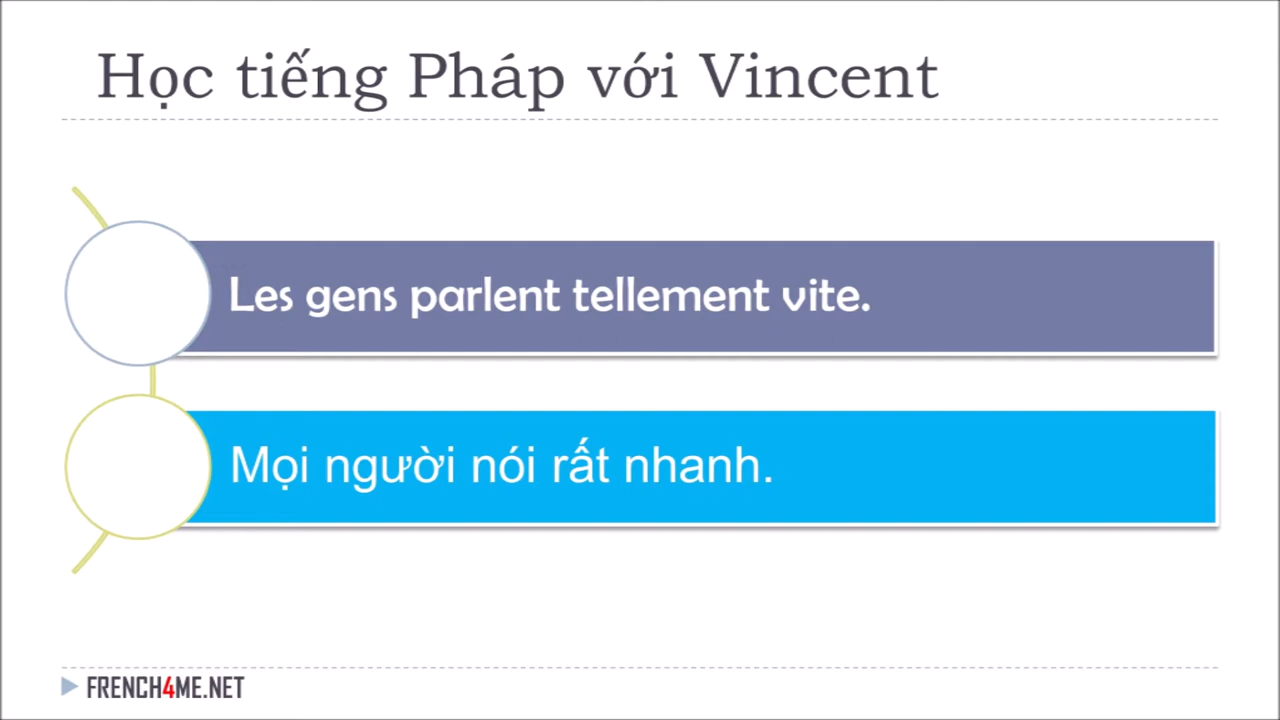 Học tiếng Pháp với Vincent
Les gens parlent tellement vite.
Mọi người nói rất nhanh.
FRENCH4ME.NET